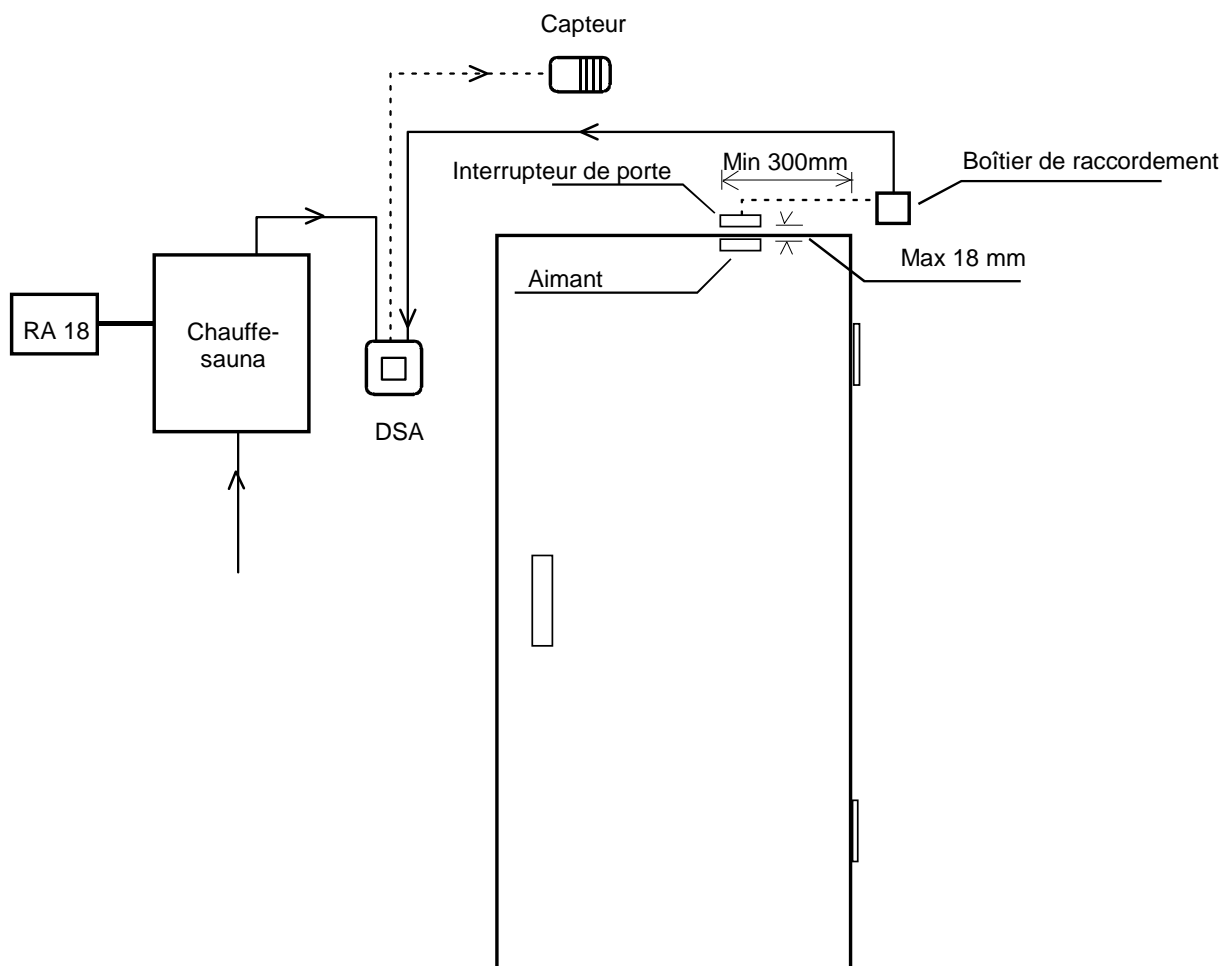 Capteur
Min 300mm
Boîtier de raccordement
Interrupteur de porte
Max 18 mm
Aimant
RA 18
Chauffe-
sauna
DSA